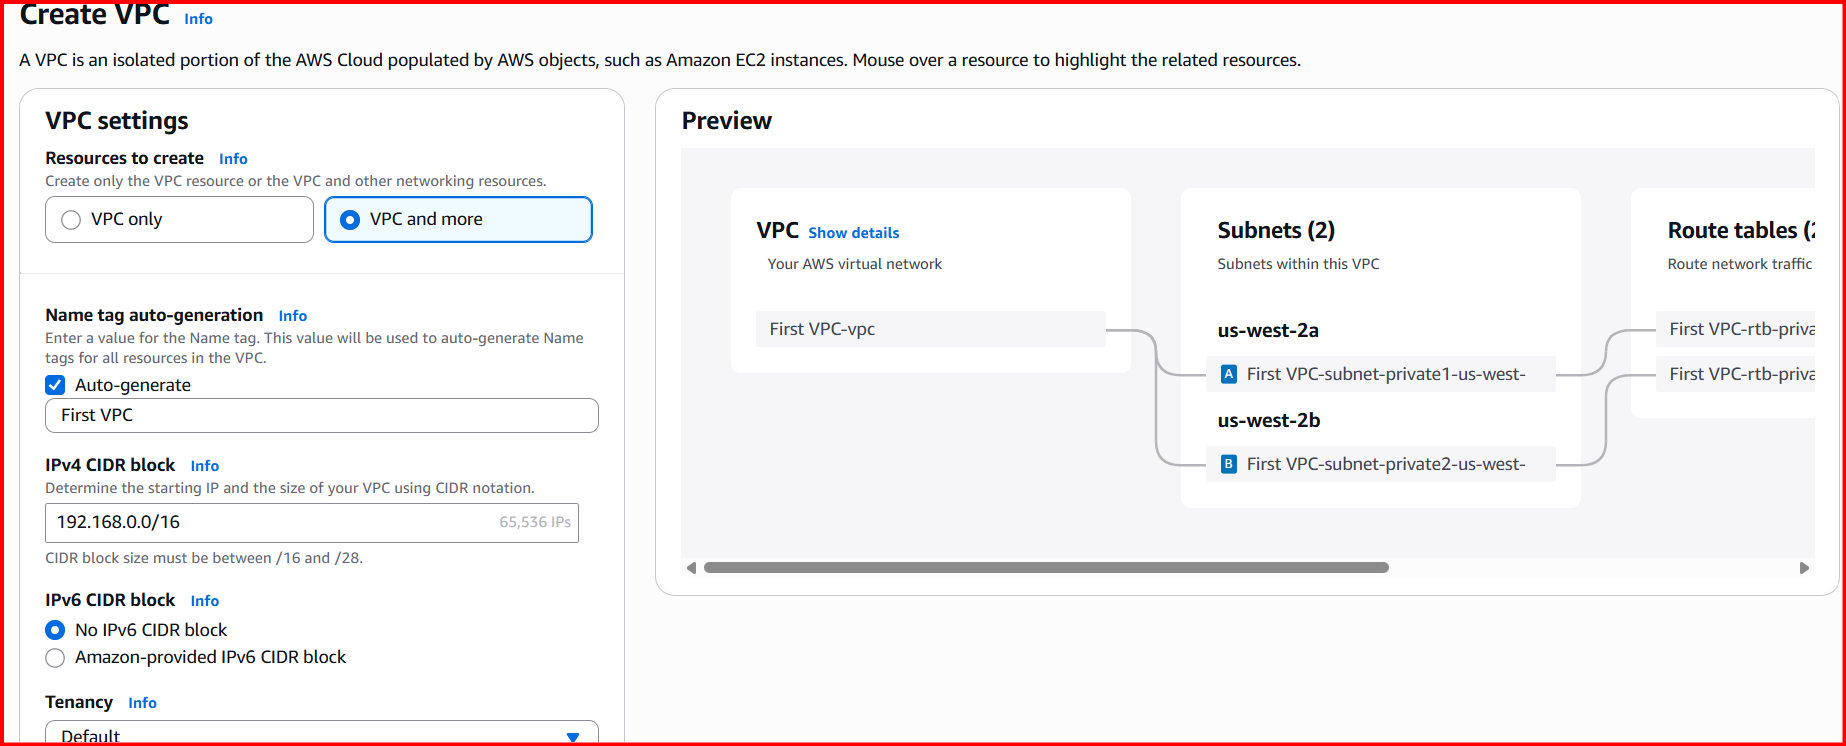 Create VPC Info
A VPC is an isolated portion of the AWS Cloud populated by AWS objects, such as Amazon EC2 instances. Mouse over a resource to highlight the related resources.
VPC settings
Resources to create Info
Create only the VPC resource or the VPC and other networking resources.
VPC only
VPC and more
Name tag auto-generation Info
Enter a value for the Name tag. This value will be used to auto-generate Name
tags for all resources in the VPC.
Auto-generate
First VPC
IPv4 CIDR block Info
Determine the starting IP and the size of your VPC using CIDR notation.
192.168.0.0/16 65,536 IPs
CIDR block size must be between /16 and /28.
IPv6 CIDR block Info
No IPv6 CIDR block
Amazon-provided IPv6 CIDR block
Tenancy Info
Default
Preview
VPC Show details
Your AWS virtual network
First VPC-vpc
Subnets (2)
Subnets within this VPC
us-west-2a
A First VPC-subnet-private1-us-west-
us-west-2b
B First VPC-subnet-private2-us-west-
Route tables (2
Route network traffic
First VPC-rtb-priva
First VPC-rtb-priva